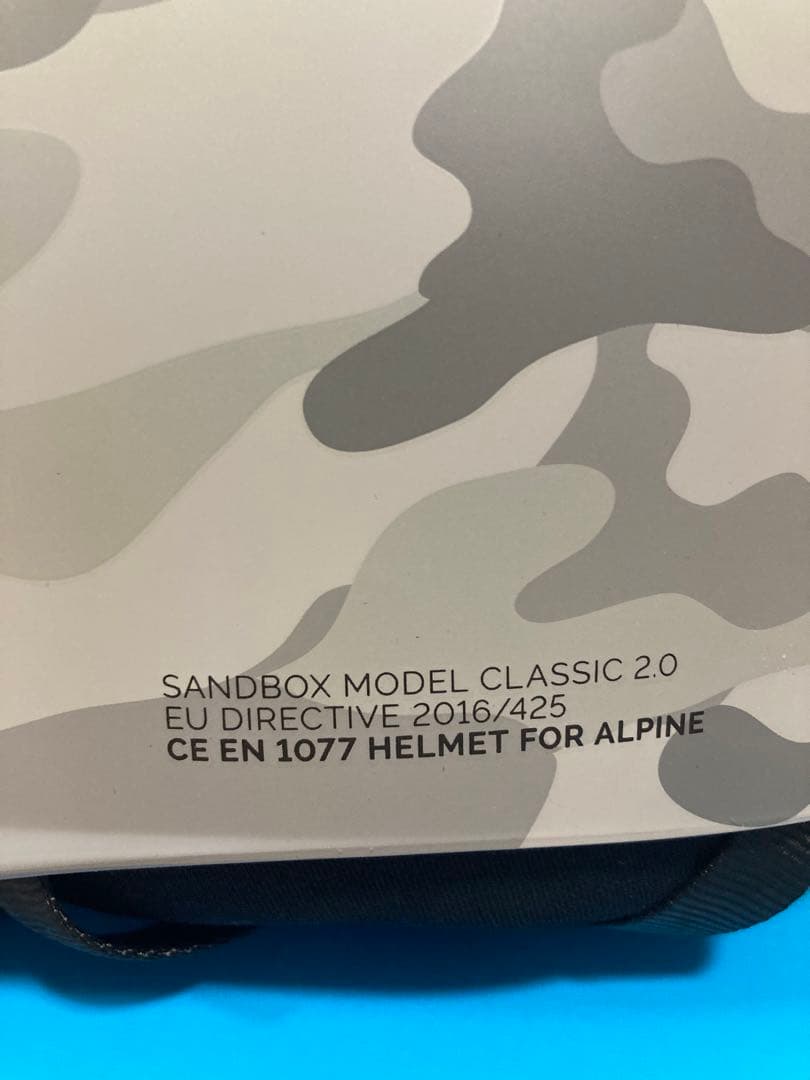 SANDBOX MODEL CLASSIC 2.0
EU DIRECTIVE 2016/425
CE EN 1077 HELMET FOR ALPINE